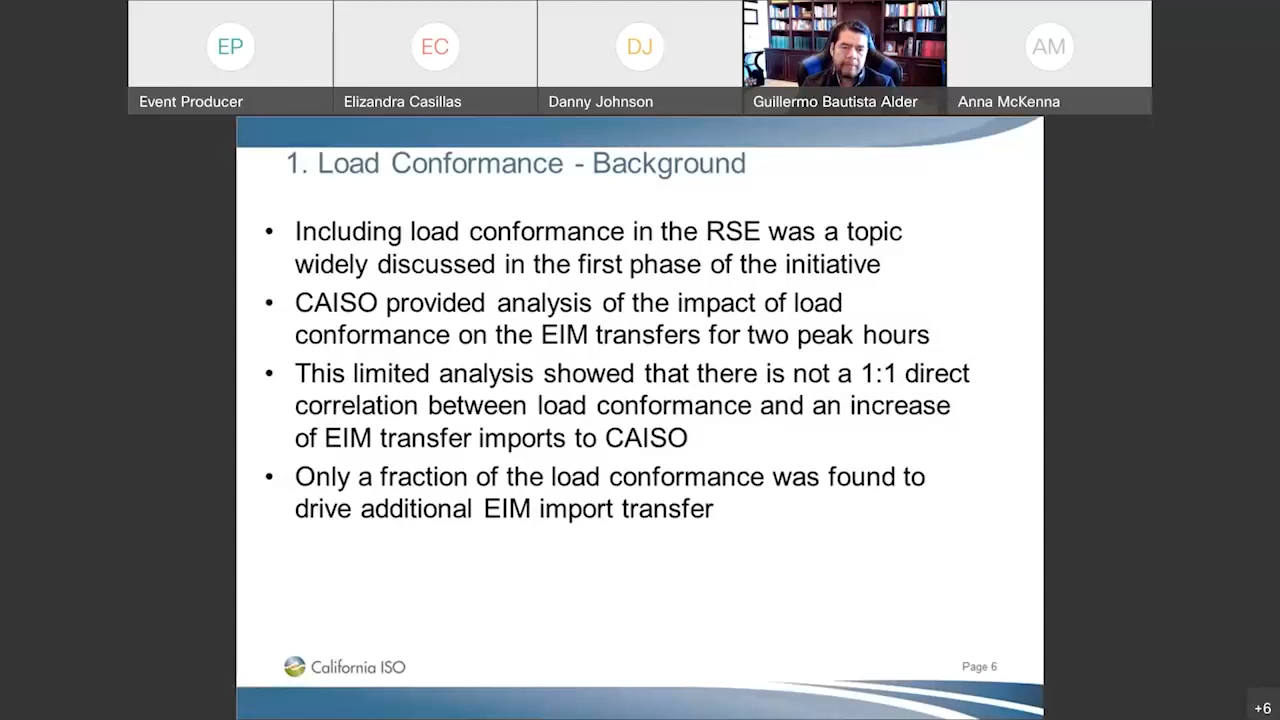 EP
EC
DJ
AM
Event Producer
Elizandra Casillas
Danny Johnson
Guillermo Bautista Alder
Anna McKenna
1. Load Conformance - Background
• Including load conformance in the RSE was a topic
widely discussed in the first phase of the initiative
• CAISO provided analysis of the impact of load
conformance on the EIM transfers for two peak hours
• This limited analysis showed that there is not a 1:1 direct
correlation between load conformance and an increase
of EIM transfer imports to CAISO
• Only a fraction of the load conformance was found to
drive additional EIM import transfer
California ISO
Page 6
+6